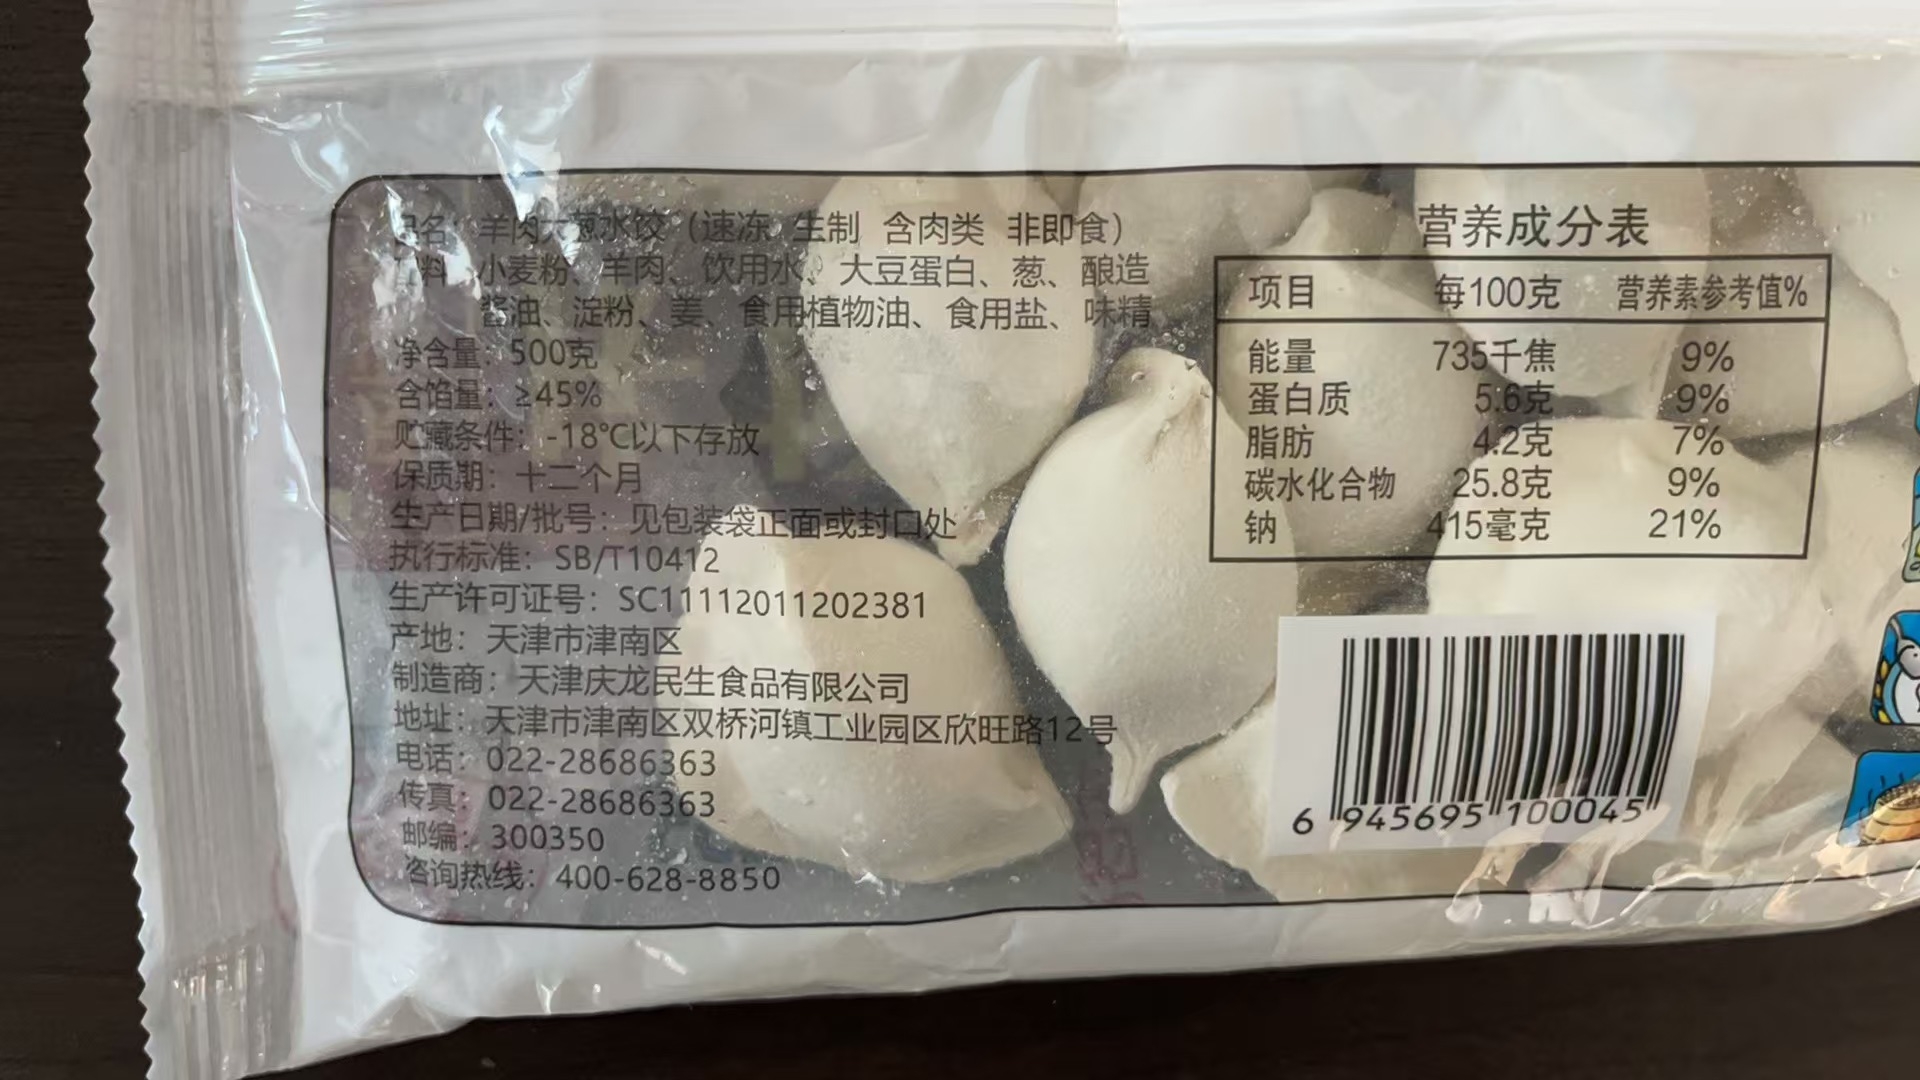 品名：羊肉大葱水饺（速冻 生制 含肉类 非即食）
配料：小麦粉、羊肉、饮用水、大豆蛋白、葱、酿造
酱油、淀粉、姜、食用植物油、食用盐、味精
净含量：500克
含馅量：≥45%
贮藏条件：-18℃以下存放
保质期：十二个月
生产日期/批号：见包装袋正面或封口处
执行标准：SB/T10412
生产许可证号：SC11112011202381
产地：天津市津南区
制造商：天津庆龙民生食品有限公司
地址：天津市津南区双桥河镇工业园区欣旺路12号
电话：022-28686363
传真：022-28686363
邮编：300350
咨询热线：400-628-8850
营养成分表
项目 每100克 营养素参考值%
能量 735千焦 9%
蛋白质 5.6克 9%
脂肪 4.2克 7%
碳水化合物 25.8克 9%
钠 415毫克 21%
6 945695 100045